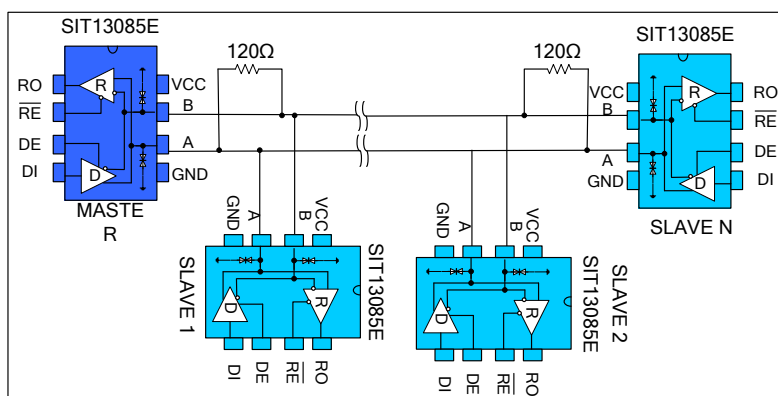 SIT13085E
SIT13085E
120Ω
120Ω
RO
RE
DE
DI
R
D
VCC
B
A
GND
MASTE
R
VCC
B
A
GND
R
D
RO
RE
DE
DI
SLAVE N
GND
A
B
VCC
SLAVE 1
SIT13085E
D
R
DI
DE
RE
RO
GND
A
B
VCC
SLAVE 2
SIT13085E
D
R
DI
DE
RE
RO